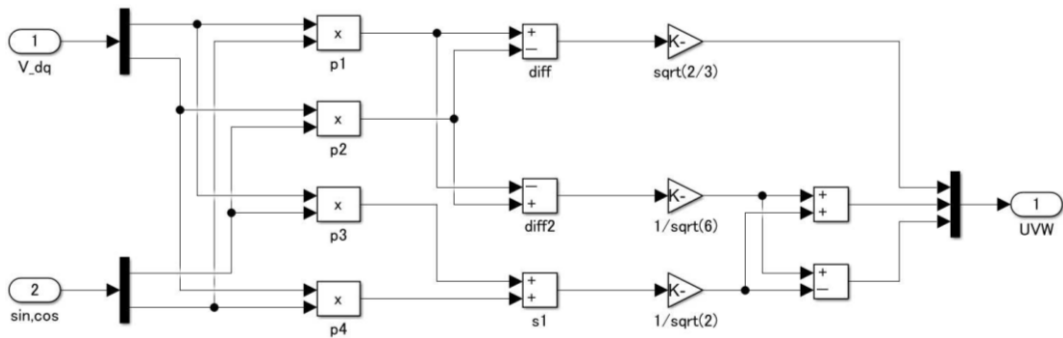 1
V_dq
x
p1
+
−
diff
K-
sqrt(2/3)
x
p2
x
p3
−
+
diff2
K-
1/sqrt(6)
+
+
1
UVW
2
sin,cos
x
p4
+
+
s1
K-
1/sqrt(2)
+
−